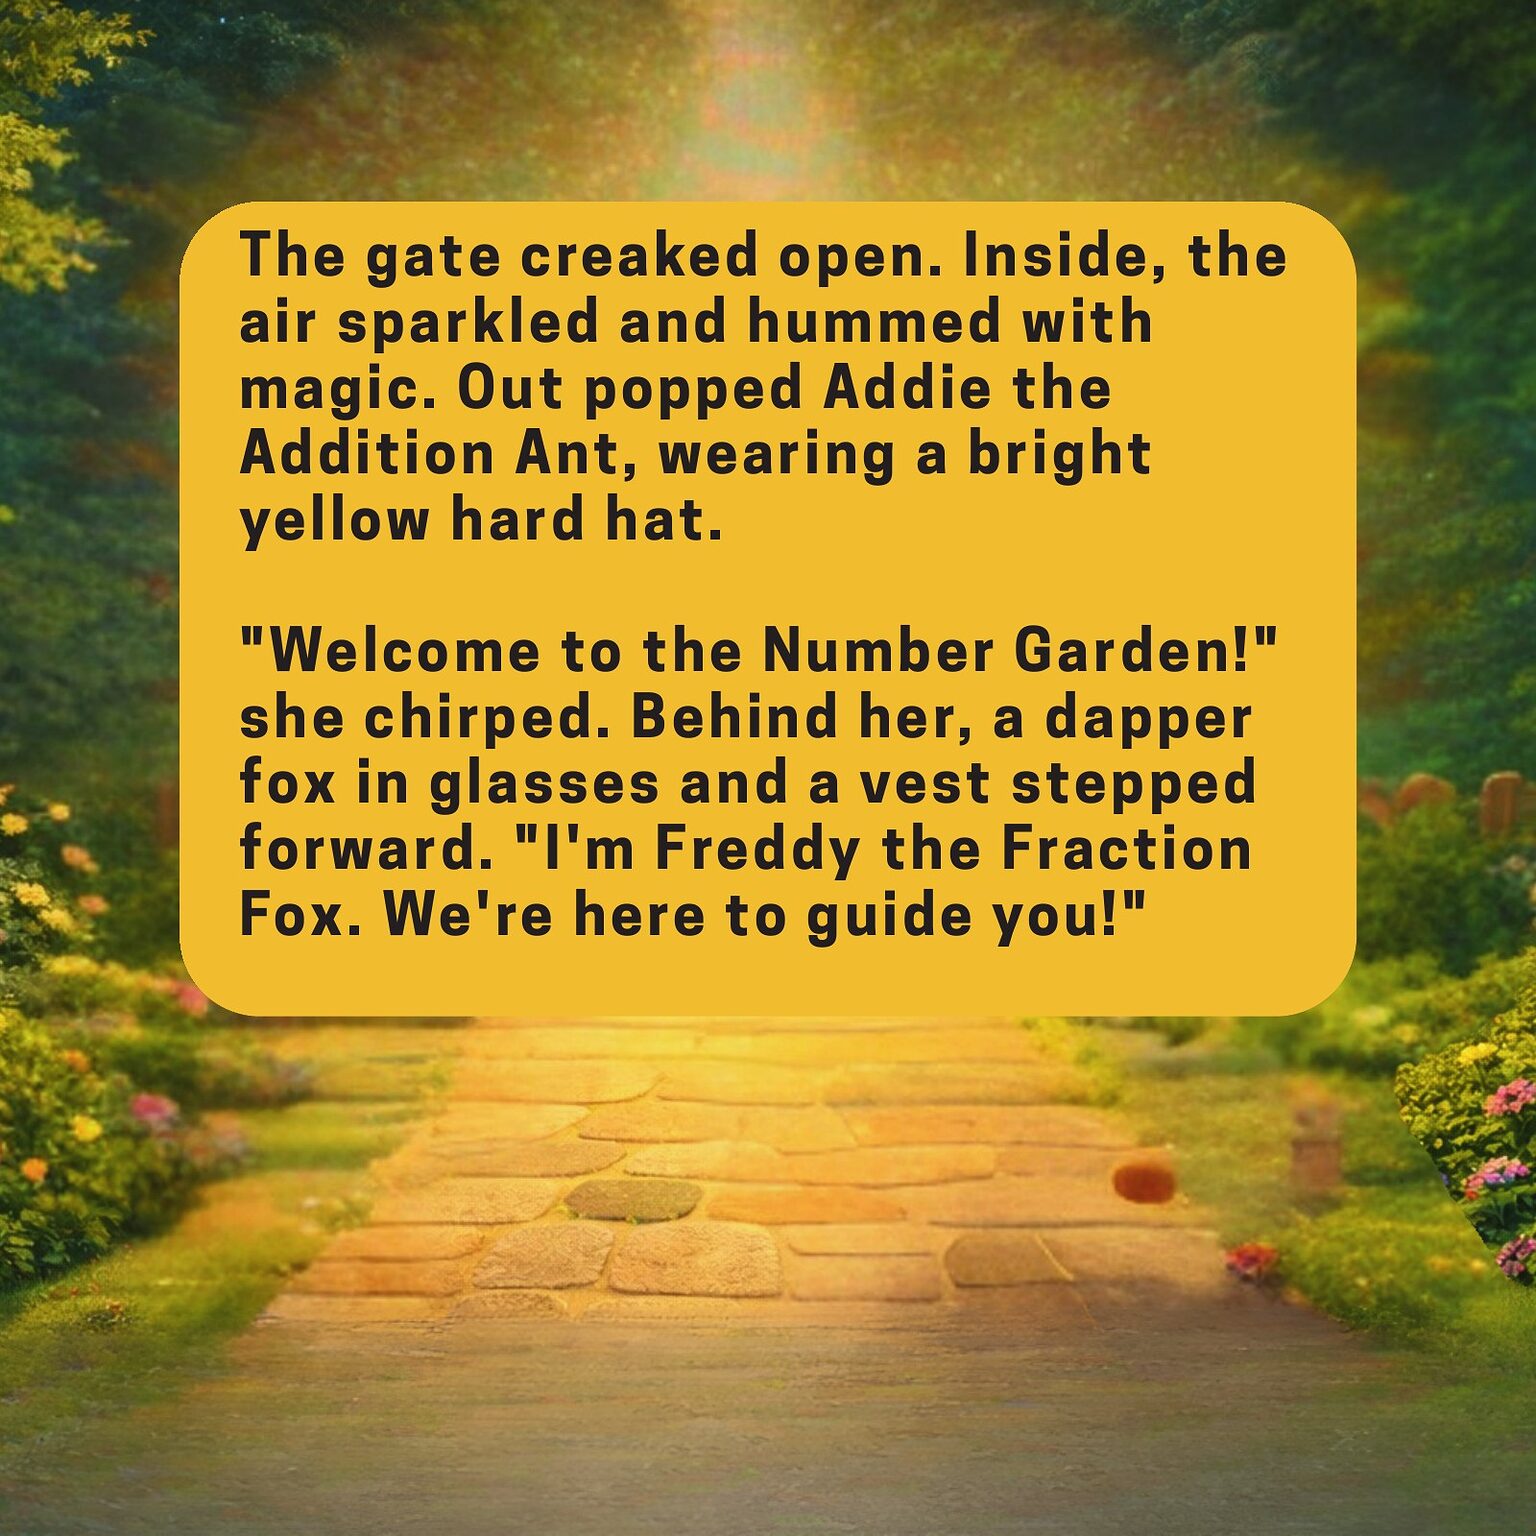 The gate creaked open. Inside, the
air sparkled and hummed with
magic. Out popped Addie the
Addition Ant, wearing a bright
yellow hard hat.
"Welcome to the Number Garden!"
she chirped. Behind her, a dapper
fox in glasses and a vest stepped
forward. "I'm Freddy the Fraction
Fox. We're here to guide you!"